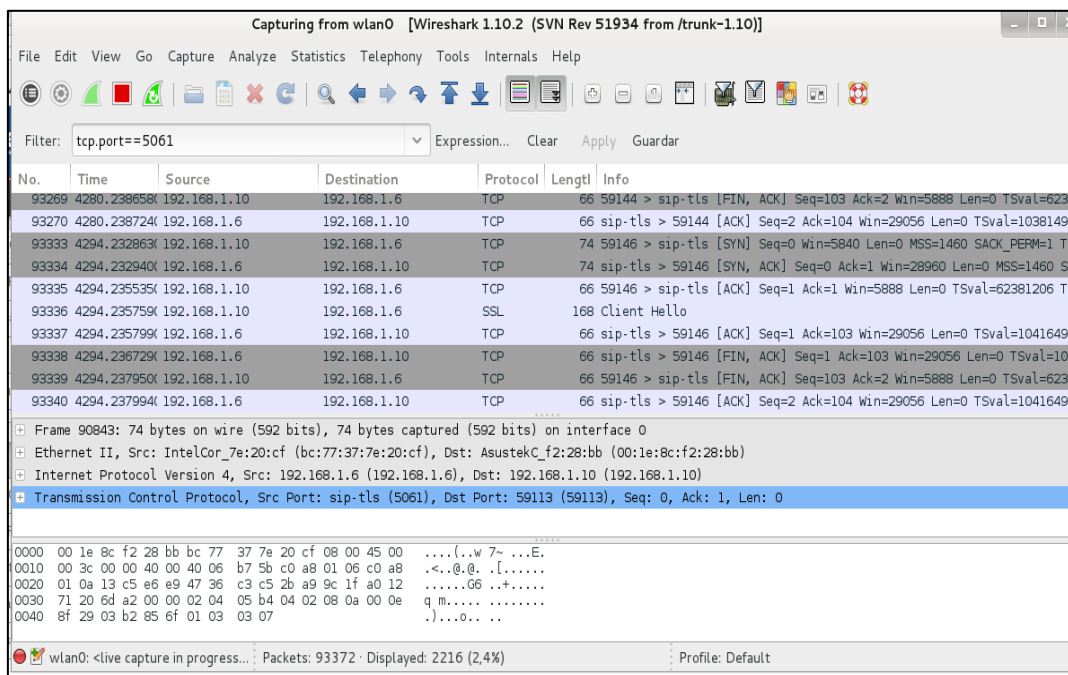 Capturing from wlan0 [Wireshark 1.10.2 (SVN Rev 51934 from /trunk-1.10)]
File Edit View Go Capture Analyze Statistics Telephony Tools Internals Help
Filter: tcp.port==5061 Expression... Clear Apply Guardar
No. Time Source Destination Protocol Lengtl Info
93269 4280.2386580( 192.168.1.10 192.168.1.6 TCP 66 59144 > sip-tls [FIN, ACK] Seq=103 Ack=2 Win=5888 Len=0 TSval=623
93270 4280.2387240( 192.168.1.6 192.168.1.10 TCP 66 sip-tls > 59144 [ACK] Seq=2 Ack=104 Win=29056 Len=0 TSval=1038149
93333 4294.2328630( 192.168.1.10 192.168.1.6 TCP 74 59146 > sip-tls [SYN] Seq=0 Win=5840 Len=0 MSS=1460 SACK_PERM=1 T
93334 4294.2329400( 192.168.1.6 192.168.1.10 TCP 74 sip-tls > 59146 [SYN, ACK] Seq=0 Ack=1 Win=28960 Len=0 MSS=1460 S
93335 4294.2355350( 192.168.1.10 192.168.1.6 TCP 66 59146 > sip-tls [ACK] Seq=1 Ack=1 Win=5888 Len=0 TSval=62381206 T
93336 4294.2357590( 192.168.1.10 192.168.1.6 SSL 168 Client Hello
93337 4294.2357990( 192.168.1.6 192.168.1.10 TCP 66 sip-tls > 59146 [ACK] Seq=1 Ack=103 Win=29056 Len=0 TSval=1041649
93338 4294.2367290( 192.168.1.6 192.168.1.10 TCP 66 sip-tls > 59146 [FIN, ACK] Seq=1 Ack=103 Win=29056 Len=0 TSval=10
93339 4294.2379500( 192.168.1.10 192.168.1.6 TCP 66 59146 > sip-tls [FIN, ACK] Seq=103 Ack=2 Win=5888 Len=0 TSval=623
93340 4294.2379940( 192.168.1.6 192.168.1.10 TCP 66 sip-tls > 59146 [ACK] Seq=2 Ack=104 Win=29056 Len=0 TSval=1041649
Frame 90843: 74 bytes on wire (592 bits), 74 bytes captured (592 bits) on interface 0
Ethernet II, Src: IntelCor_7e:20:cf (bc:77:37:7e:20:cf), Dst: AsustekC_f2:28:bb (00:1e:8c:f2:28:bb)
Internet Protocol Version 4, Src: 192.168.1.6 (192.168.1.6), Dst: 192.168.1.10 (192.168.1.10)
Transmission Control Protocol, Src Port: sip-tls (5061), Dst Port: 59113 (59113), Seq: 0, Ack: 1, Len: 0
0000 00 1e 8c f2 28 bb bc 77 37 7e 20 cf 08 00 45 00 ....(..w 7~ ...E.
0010 00 3c 00 00 40 00 40 06 b7 5b c0 a8 01 06 c0 a8 .<..@.@. .[......
0020 01 0a 13 c5 e6 e9 47 36 c3 c5 2b a9 9c 1f a0 12 ......G6 ..+.....
0030 71 20 6d a2 00 00 02 04 05 b4 04 02 08 0a 00 0e q m..... ........
0040 8f 29 03 b2 85 6f 01 03 03 07 .)...o.. ..
wlan0: <live capture in progress... Packets: 93372 · Displayed: 2216 (2,4%) Profile: Default